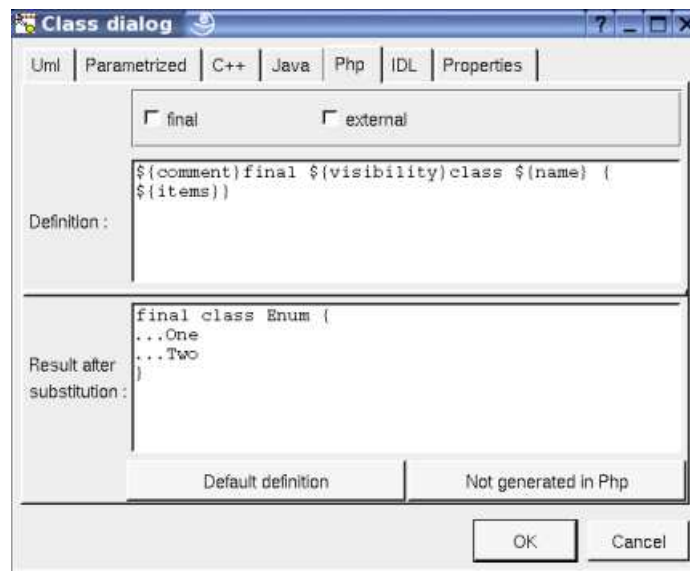 Class dialog
Uml Parametrized C++ Java Php IDL Properties
final external
Definition :
${comment}final ${visibility}class ${name} {
${items}}
Result after
substitution :
final class Enum {
...One
...Two
}
Default definition Not generated in Php
OK Cancel